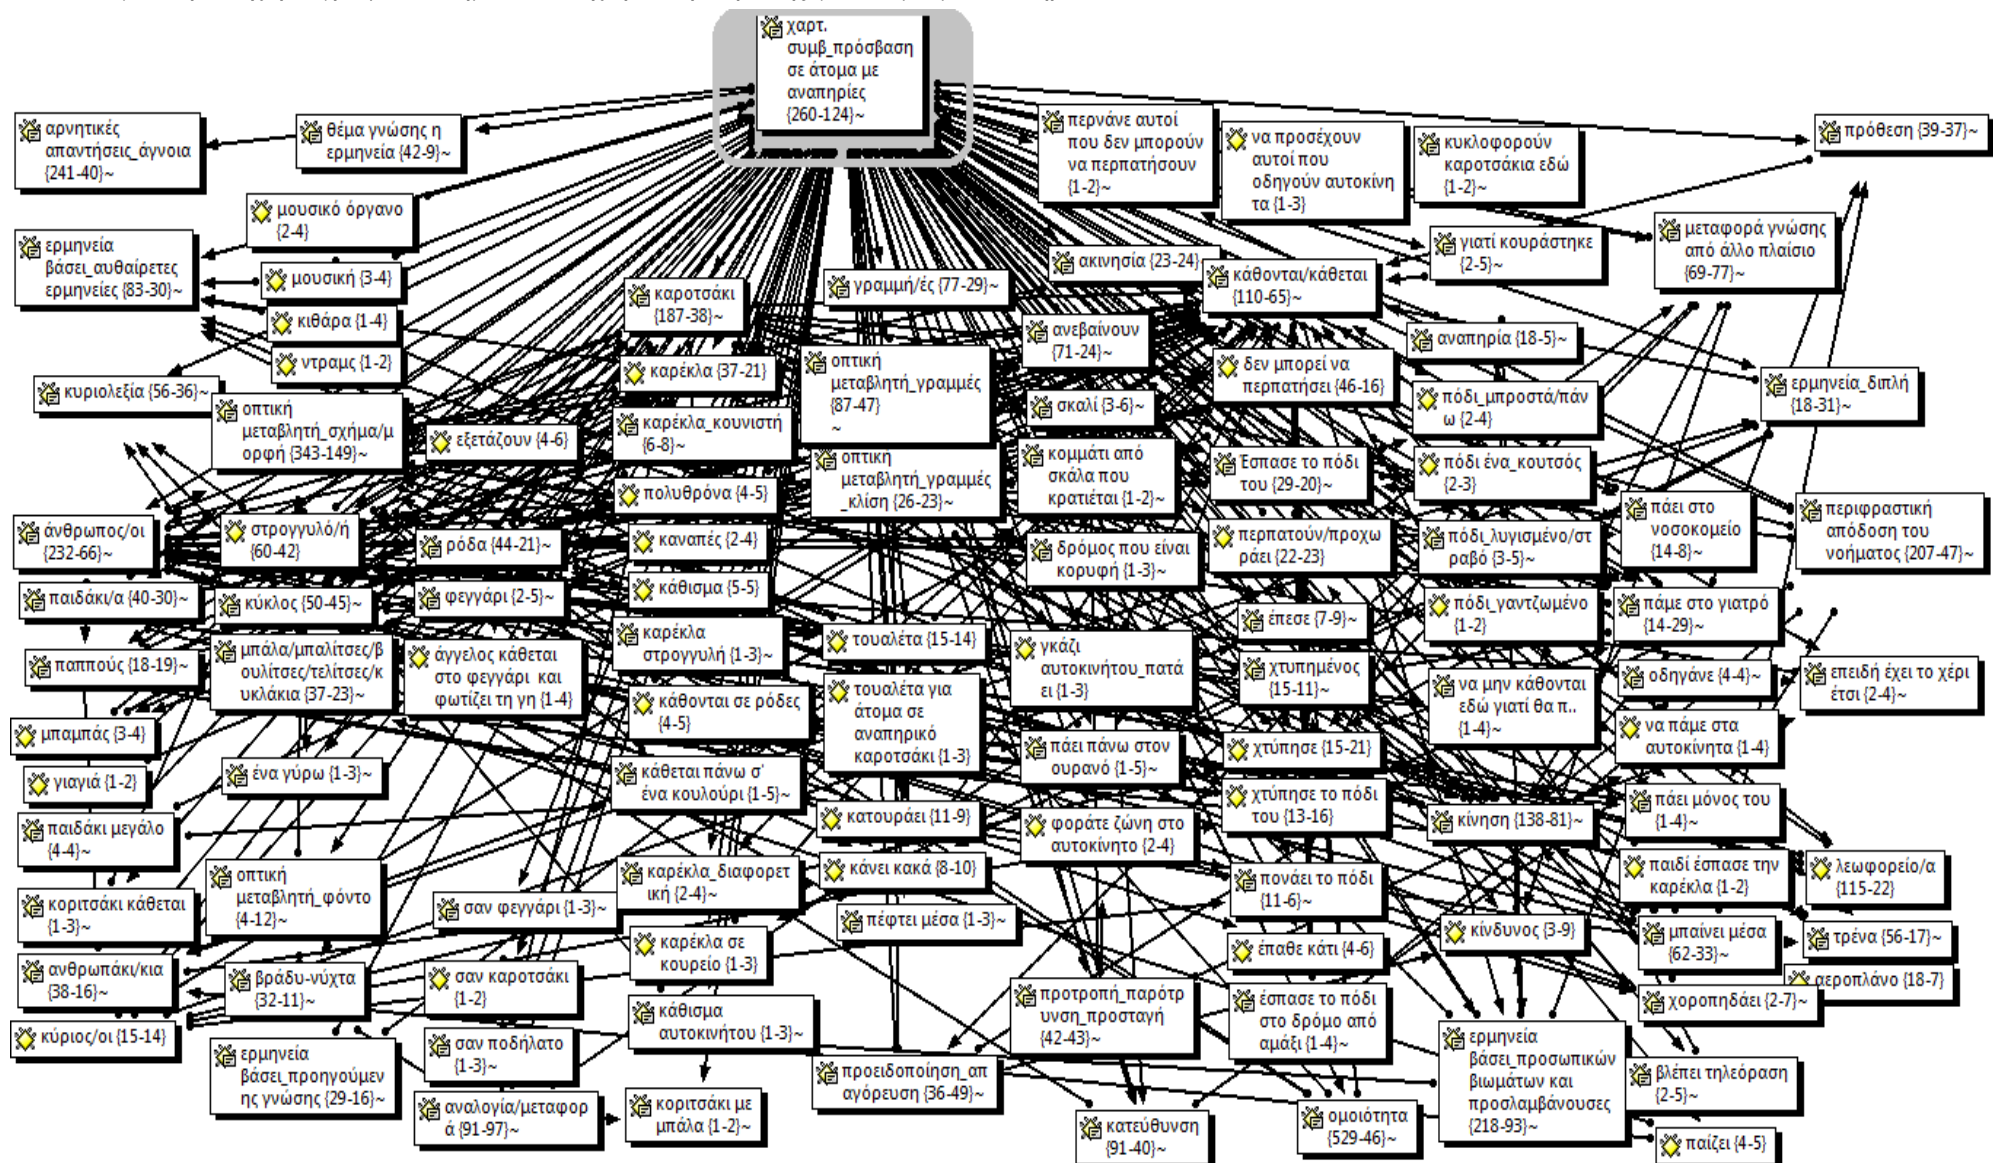 χαρτ.
συμβ_πρόσβαση
σε άτομα με
αναπηρίες
{260-124}~
αρνητικές
απαντήσεις_άγνοια
{241-40}~
θέμα γνώσης η
ερμηνεία {42-9}~
περνάνε αυτοί
που δεν μπορούν
να περπατήσουν
{1-2}~
να προσέχουν
αυτοί που
οδηγούν αυτοκίνη
τα {1-3}
κυκλοφορούν
καροτσάκια εδώ
{1-2}~
πρόθεση {39-37}~
μουσικό όργανο
{2-4}
ερμηνεία
βάσει_αυθαίρετες
ερμηνείες {83-30}~
μουσική {3-4}
κιθάρα {1-4}
ντραμς {1-2}
καροτσάκι
{187-38}~
γραμμή/ές {77-29}~
ακινησία {23-24}
κάθονται/κάθεται
{110-65}~
γιατί κουράστηκε
{2-5}~
μεταφορά γνώσης
από άλλο πλαίσιο
{69-77}~
κυριολεξία {56-36}~
οπτική
μεταβλητή_σχήμα/μ
ορφή {343-149}~
εξετάζουν {4-6}
καρέκλα {37-21}
καρέκλα_κουνιστή
{6-8}~
οπτική
μεταβλητή_γραμμές
{87-47}
~
ανεβαίνουν
{71-24}~
σκαλί {3-6}~
δεν μπορεί να
περπατήσει {46-16}
αναπηρία {18-5}~
πόδι_μπροστά/πάν
ω {2-4}
ερμηνεία_διπλή
{18-31}~
πολυθρόνα {4-5}
οπτική
μεταβλητή_γραμμές
_κλίση {26-23}~
κομμάτι από
σκάλα που
κρατιέται {1-2}~
Έσπασε το πόδι
του {29-20}~
πόδι ένα_κουτσός
{2-3}
πάει στο
νοσοκομείο
{14-8}~
περιφραστική
απόδοση του
νοήματος {207-47}~
άνθρωπος/οι
{232-66}~
στρογγυλό/ή
{60-42}
ρόδα {44-21}~
καναπές {2-4}
δρόμος που είναι
κορυφή {1-3}~
περπατούν/προχω
ράει {22-23}
πόδι_λυγισμένο/στ
ραβό {3-5}~
παιδάκι/α {40-30}~
κύκλος {50-45}~
φεγγάρι {2-5}~
κάθισμα {5-5}
έπεσε {7-9}~
πόδι_γαντζωμένο
{1-2}
πάμε στο γιατρό
{14-29}~
παππούς {18-19}~
μπάλα/μπαλίτσες/β
ουλίτσες/τελίτσες/κ
υκλάκια {37-23}~
άγγελος κάθεται
στο φεγγάρι και
φωτίζει τη γη {1-4}
καρέκλα
στρογγυλή {1-3}~
τουαλέτα {15-14}
γκάζι
αυτοκινήτου_πατά
ει {1-3}
χτυπημένος
{15-11}~
να μην κάθονται
εδώ γιατί θα π..
{1-4}~
οδηγάνε {4-4}~
επειδή έχει το χέρι
έτσι {2-4}~
μπαμπάς {3-4}
κάθονται σε ρόδες
{4-5}
τουαλέτα για
άτομα σε
αναπηρικό
καροτσάκι {1-3}
πάει πάνω στον
ουρανό {1-5}~
χτύπησε {15-21}
να πάμε στα
αυτοκίνητα {1-4}
γιαγιά {1-2}
ένα γύρω {1-3}~
κάθεται πάνω σ'
ένα κουλούρι {1-5}~
χτύπησε το πόδι
του {13-16}
πάει μόνος του
{1-4}~
παιδάκι μεγάλο
{4-4}~
κατουράει {11-9}
φοράτε ζώνη στο
αυτοκίνητο {2-4}
κίνηση {138-81}~
οπτική
μεταβλητή_φόντο
{4-12}~
καρέκλα_διαφορετ
ική {2-4}~
κάνει κακά {8-10}
πονάει το πόδι
{11-6}~
παιδί έσπασε την
καρέκλα {1-2}
λεωφορείο/α
{115-22}
κοριτσάκι κάθεται
{1-3}~
σαν φεγγάρι {1-3}~
πέφτει μέσα {1-3}~
καρέκλα σε
κουρείο {1-3}
έπαθε κάτι {4-6}
κίνδυνος {3-9}
μπαίνει μέσα
{62-33}~
τρένα {56-17}~
ανθρωπάκι/κια
{38-16}~
βράδυ-νύχτα
{32-11}~
σαν καροτσάκι
{1-2}
αεροπλάνο {18-7}
χοροπηδάει {2-7}~
κύριος/οι {15-14}
κάθισμα
αυτοκινήτου {1-3}~
προτροπή_παρότρ
υνση_προσταγή
{42-43}~
έσπασε το πόδι
στο δρόμο από
αμάξι {1-4}~
ερμηνεία
βάσει_προσωπικών
βιωμάτων και
προσλαμβάνουσες
{218-93}~
ερμηνεία
βάσει_προηγούμεν
ης γνώσης {29-16}~
σαν ποδήλατο
{1-3}~
προειδοποίηση_απ
αγόρευση {36-49}~
βλέπει τηλεόραση
{2-5}~
αναλογία/μεταφορ
ά {91-97}~
κοριτσάκι με
μπάλα {1-2}~
κατεύθυνση
{91-40}~
ομοιότητα
{529-46}~
παίζει {4-5}